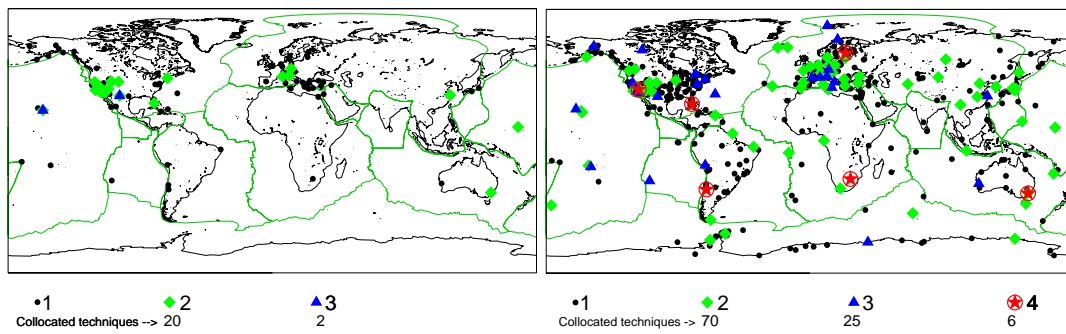 1 2 3
Collocated techniques --> 20 2
1 2 3 4
Collocated techniques -> 70 25 6